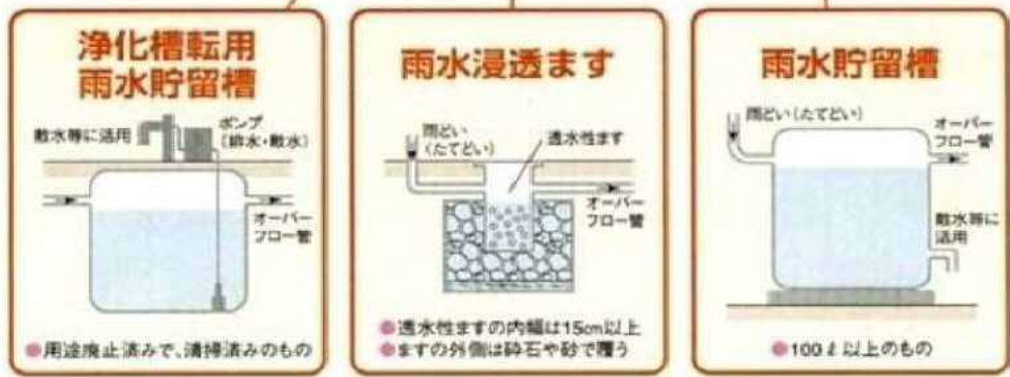 浄化槽転用
雨水貯留槽
散水等に活用
ポンプ
(排水・散水)
オーバー
フロー管
●用途廃止済みで、清掃済みのもの
雨水浸透ます
雨どい
(たてどい)
透水性ます
オーバー
フロー管
●透水性ますの内幅は15cm以上
●ますの外側は砕石や砂で覆う
雨水貯留槽
雨どい(たてどい)
オーバー
フロー管
散水等に
活用
●100ℓ以上のもの